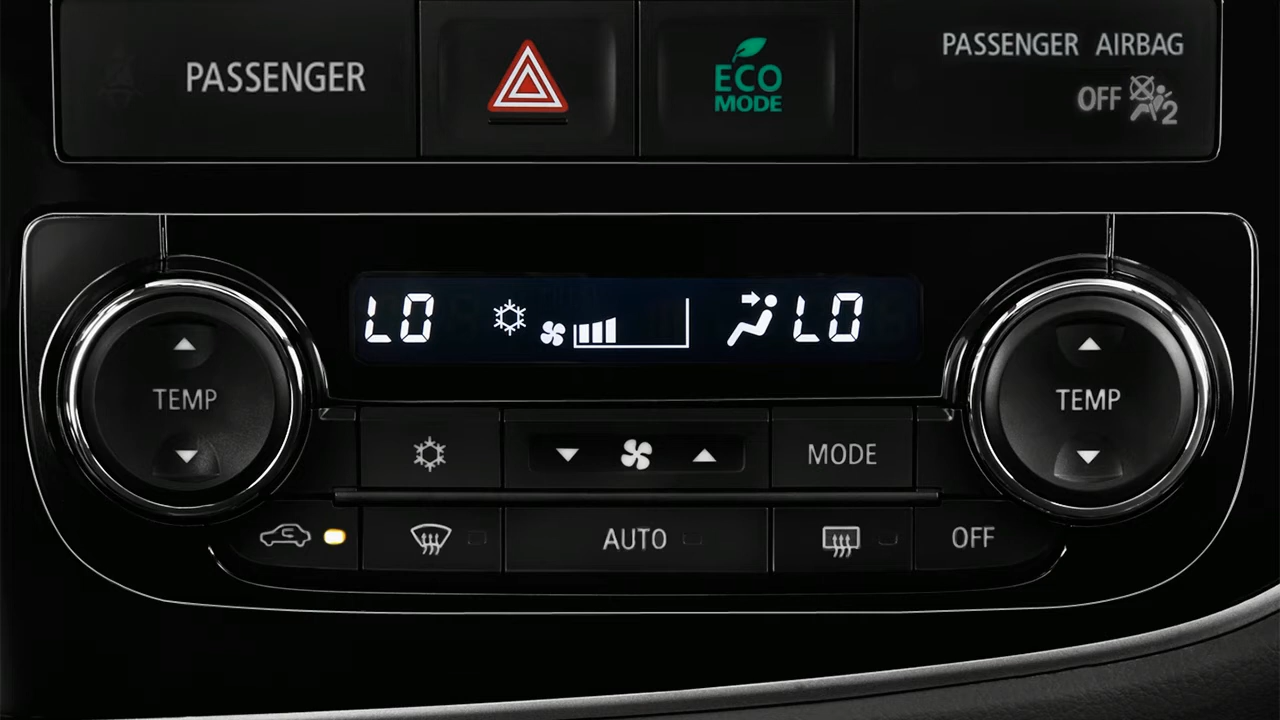 PASSENGER
ECO
MODE
PASSENGER AIRBAG
OFF
2
LO
LO
TEMP
TEMP
MODE
AUTO
OFF